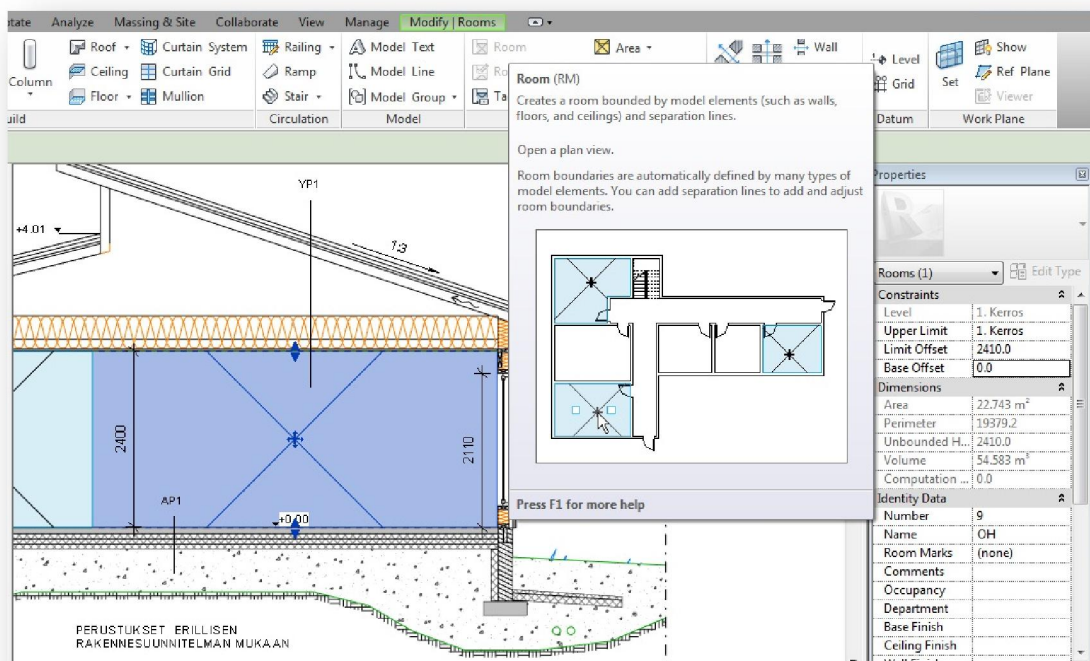 Analyze Massing & Site Collaborate View Manage Modify | Rooms
Roof Curtain System Railing Model Text Room Area Wall Show
Column Ceiling Curtain Grid Ramp Model Line Level Set Ref Plane
Floor Mullion Stair Model Group Grid Viewer
Circulation Model Datum Work Plane
Room (RM)
Creates a room bounded by model elements (such as walls,
floors, and ceilings) and separation lines.
Open a plan view.
Room boundaries are automatically defined by many types of
model elements. You can add separation lines to add and adjust
room boundaries.
Press F1 for more help
YP1
+4.01
1:3
2400
2110
AP1
+0.00
PERUSTUKSET ERILLISEN
RAKENNESUUNNITELMAN MUKAAN
Properties
Rooms (1) Edit Type
Constraints
Level 1. Kerros
Upper Limit 1. Kerros
Limit Offset 2410.0
Base Offset 0.0
Dimensions
Area 22.743 m²
Perimeter 19379.2
Unbounded H... 2410.0
Volume 54.583 m³
Computation ... 0.0
Identity Data
Number 9
Name OH
Room Marks (none)
Comments
Occupancy
Department
Base Finish
Ceiling Finish